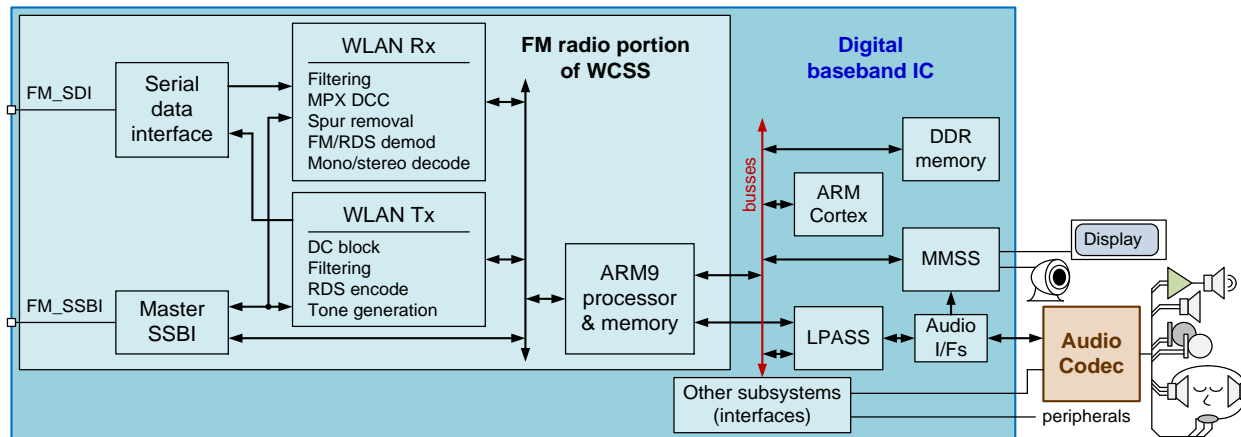 FM_SDI
Serial
data
interface
WLAN Rx
Filtering
MPX DCC
Spur removal
FM/RDS demod
Mono/stereo decode
FM radio portion
of WCSS
Digital
baseband IC
WLAN Tx
DC block
Filtering
RDS encode
Tone generation
FM_SSBI
Master
SSBI
ARM9
processor
& memory
busses
DDR
memory
ARM
Cortex
MMSS
Display
LPASS
Audio
I/Fs
Audio
Codec
Other subsystems
(interfaces)
peripherals